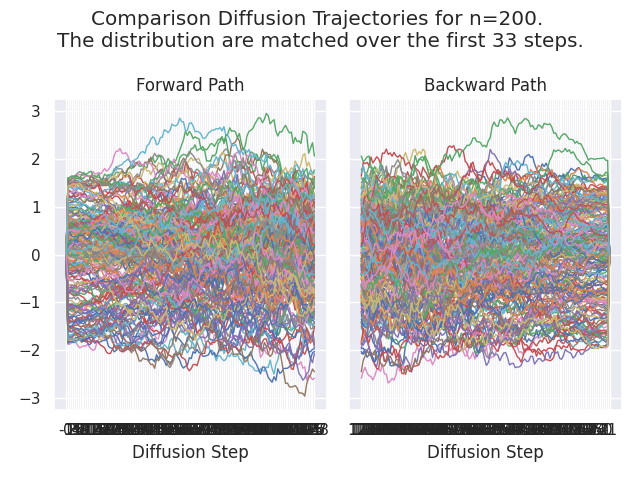 Comparison Diffusion Trajectories for n=200.
The distribution are matched over the first 33 steps.
Forward Path
Backward Path
3
2
1
0
−1
−2
−3
Diffusion Step
Diffusion Step